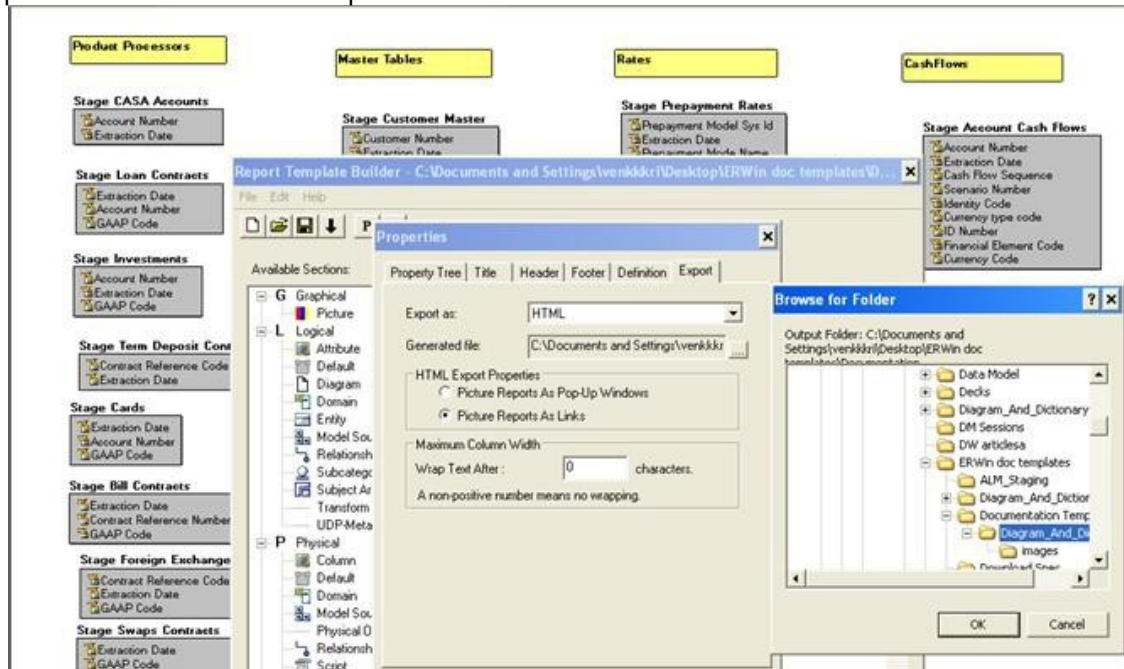 Product Processors
Master Tables
Rates
CashFlows
Stage CASA Accounts
Account Number
Extraction Date
Stage Customer Master
Customer Number
Extraction Date
Stage Prepayment Rates
Prepayment Model Sys Id
Extraction Date
Prepayment Mode Name
Stage Account Cash Flows
Account Number
Extraction Date
Cash Flow Sequence
Scenario Number
Identity Code
Currency type code
ID Number
Financial Element Code
Currency Code
Stage Loan Contracts
Extraction Date
Account Number
GAAP Code
Stage Investments
Account Number
Extraction Date
GAAP Code
Stage Term Deposit Cont
Contract Reference Code
Extraction Date
Stage Cards
Extraction Date
Account Number
GAAP Code
Stage Bill Contracts
Extraction Date
Contract Reference Number
GAAP Code
Stage Foreign Exchange
Contract Reference Code
Extraction Date
GAAP Code
Stage Swaps Contracts
Extraction Date
GAAP Code
Report Template Builder - C:\Documents and Settings\venkkkri\Desktop\ERWin doc templates\D...
File Edit Help
P
Available Sections:
G Graphical
Picture
L Logical
Attribute
Default
Diagram
Domain
Entity
Model Sou
Relationsh
Subcatego
Subject Ar
Transform
UDP-Meta
P Physical
Column
Default
Domain
Model Sou
Physical O
Relationsh
Script
Properties
Property Tree Title Header Footer Definition Export
Export as: HTML
Generated file: C:\Documents and Settings\venkkkr ...
HTML Export Properties
Picture Reports As Pop-Up Windows
Picture Reports As Links
Maximum Column Width
Wrap Text After : 0 characters.
A non-positive number means no wrapping.
Browse for Folder
Output Folder: C:\Documents and
Settings\venkkkri\Desktop\ERWin doc
templates\Documentation
Data Model
Decks
Diagram_And_Dictionary
DM Sessions
DW articlesa
ERWin doc templates
ALM_Staging
Diagram_And_Diction
Documentation Temp
Diagram_And_Di
images
Download Spec
OK Cancel